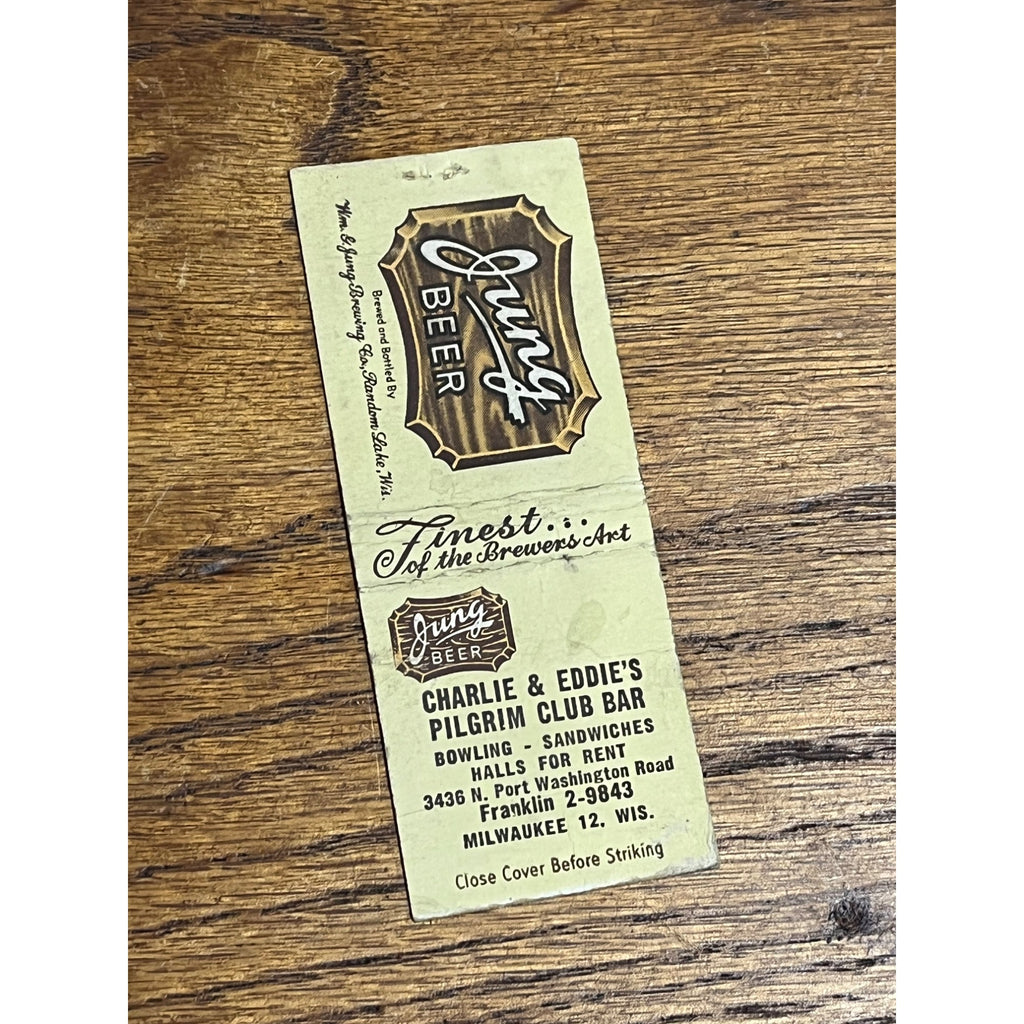 Jung
BEER
Brewed and Bottled By
Wm. G. Jung Brewing Co., Random Lake, Wis.
Finest...
of the Brewers Art
Jung
BEER
CHARLIE & EDDIE'S
PILGRIM CLUB BAR
BOWLING - SANDWICHES
HALLS FOR RENT
3436 N. Port Washington Road
Franklin 2-9843
MILWAUKEE 12, WIS.
Close Cover Before Striking